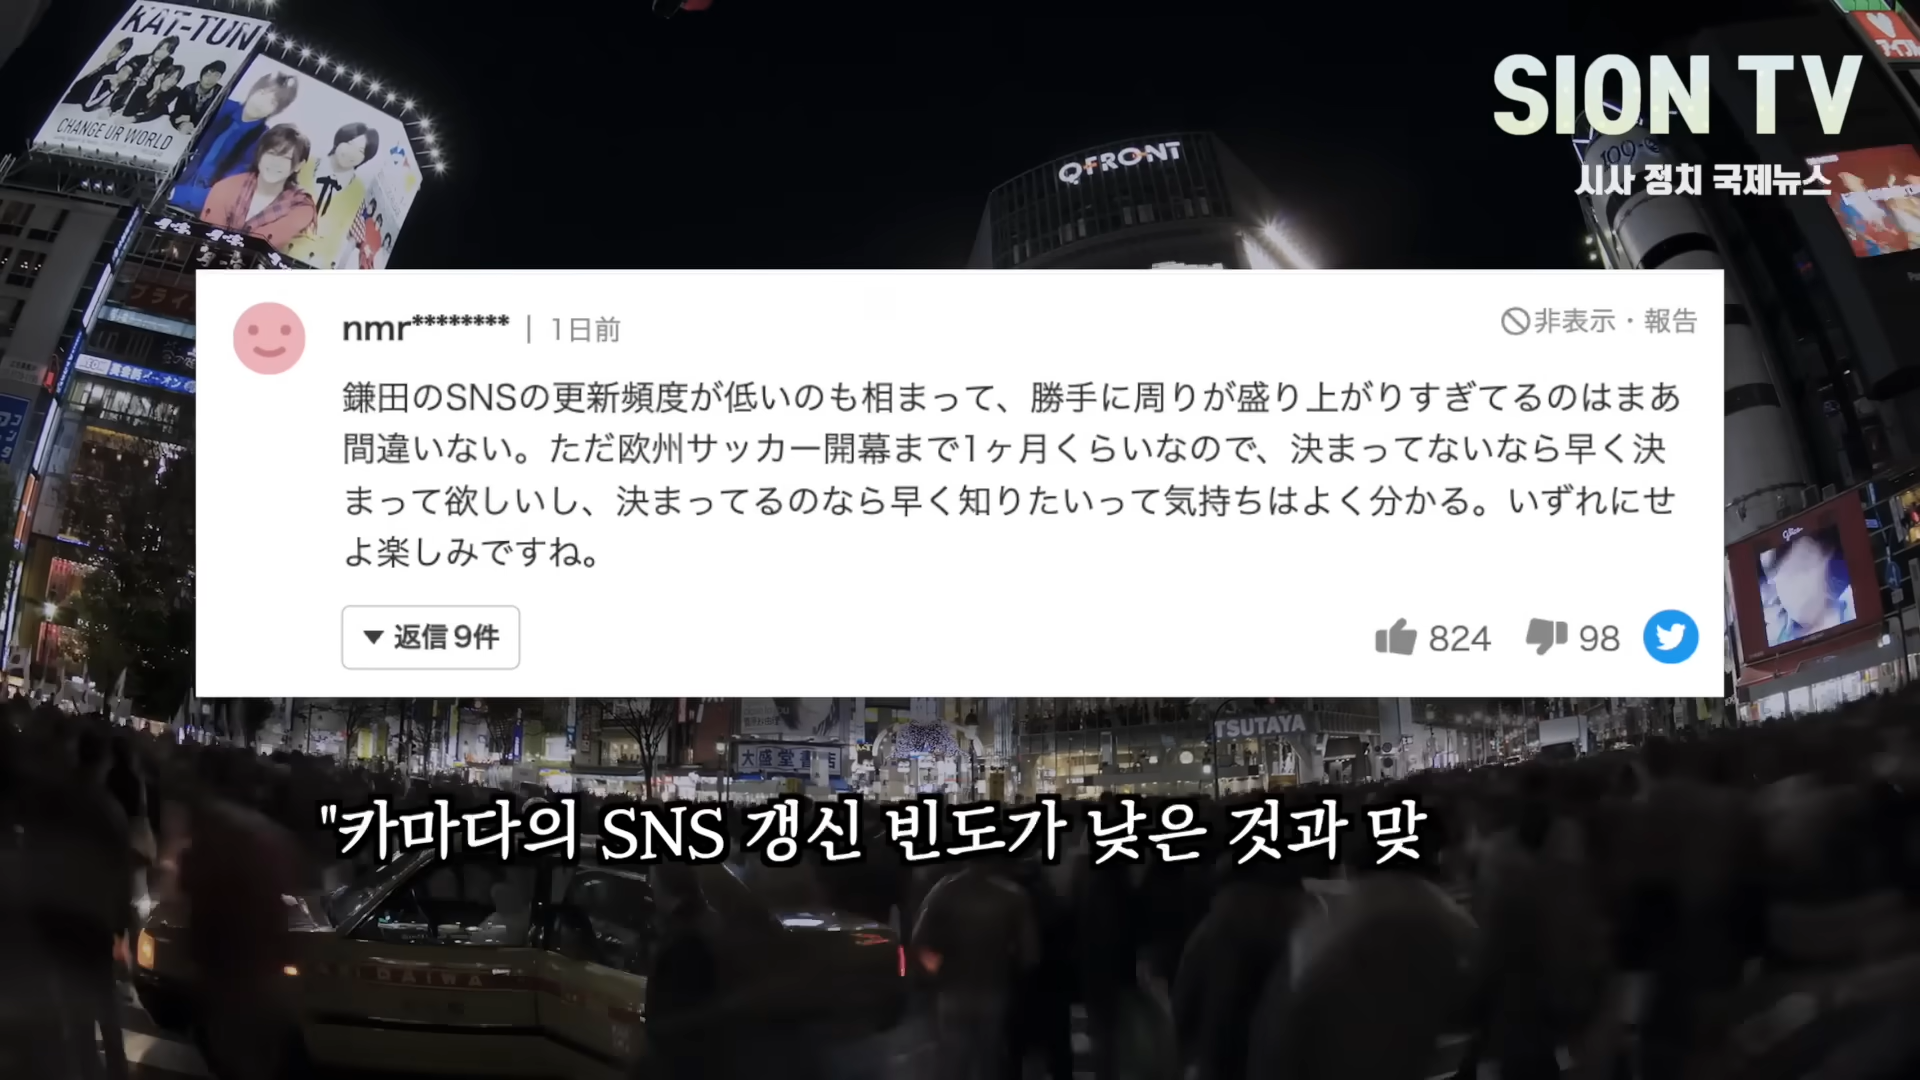 KAT-TUN
CHANGE UR WORLD
QFRONT
SION TV
109-②
시사 정치 국제뉴스
nmr******** | 1日前
非表示・報告
鎌田のSNSの更新頻度が低いのも相まって、勝手に周りが盛り上がりすぎてるのはまあ
間違いない。ただ欧州サッカー開幕まで1ヶ月くらいなので、決まってないなら早く決
まって欲しいし、決まってるのなら早く知りたいって気持ちはよく分かる。いずれにせ
よ楽しみですね。
▼ 返信9件
824
98
TSUTAYA
大盛堂書店
"카마다의 SNS 갱신 빈도가 낮은 것과 맞
DAIWA